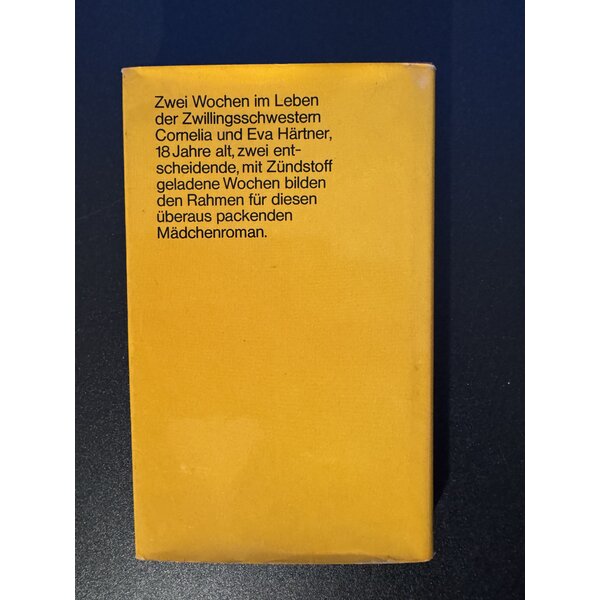 Zwei Wochen im Leben
der Zwillingsschwestern
Cornelia und Eva Härtner,
18 Jahre alt, zwei ent-
scheidende, mit Zündstoff
geladene Wochen bilden
den Rahmen für diesen
überaus packenden
Mädchenroman.